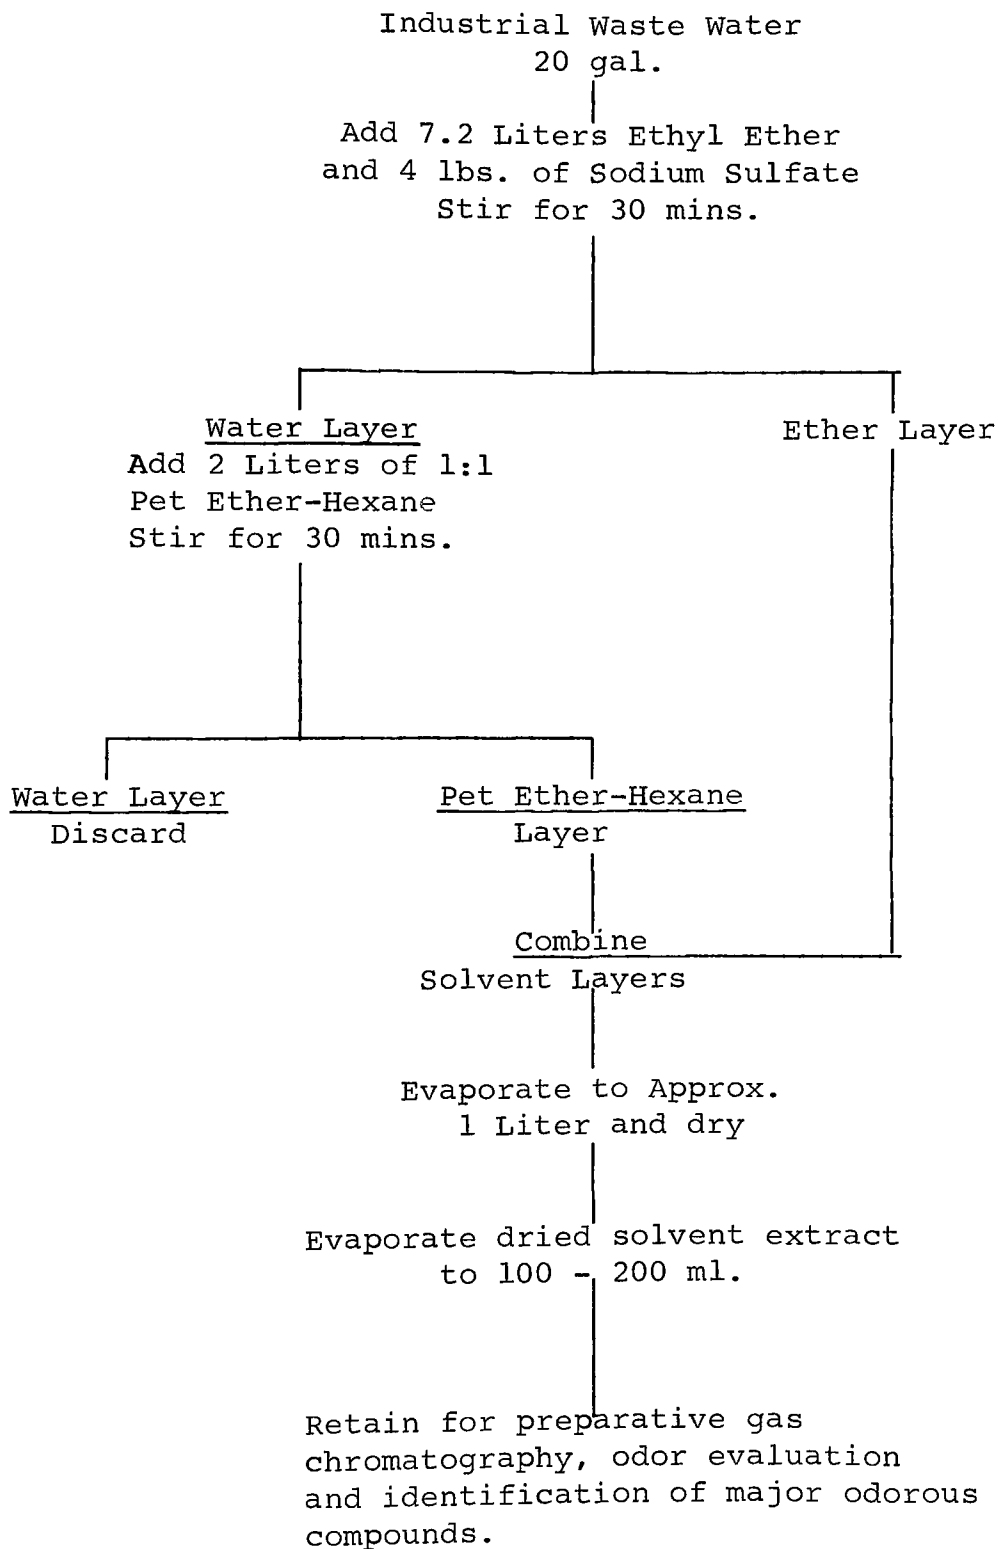 Industrial Waste Water
20 gal.
Add 7.2 Liters Ethyl Ether
and 4 lbs. of Sodium Sulfate
Stir for 30 mins.
Water Layer
Add 2 Liters of 1:1
Pet Ether-Hexane
Stir for 30 mins.
Ether Layer
Water Layer
Discard
Pet Ether-Hexane
Layer
Combine
Solvent Layers
Evaporate to Approx.
1 Liter and dry
Evaporate dried solvent extract
to 100 - 200 ml.
Retain for preparative gas
chromatography, odor evaluation
and identification of major odorous
compounds.